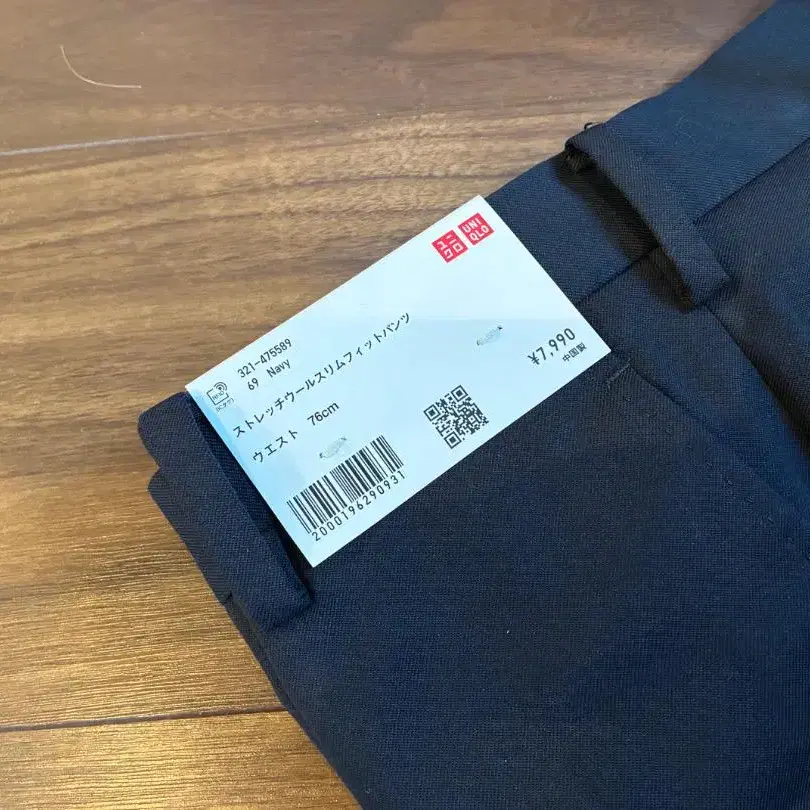 ユニ
クロ
UNI
QLO
321-475589
69 Navy
ストレッチウールスリムフィットパンツ
ウエスト 76cm
¥7,990
中国製
2000196290931